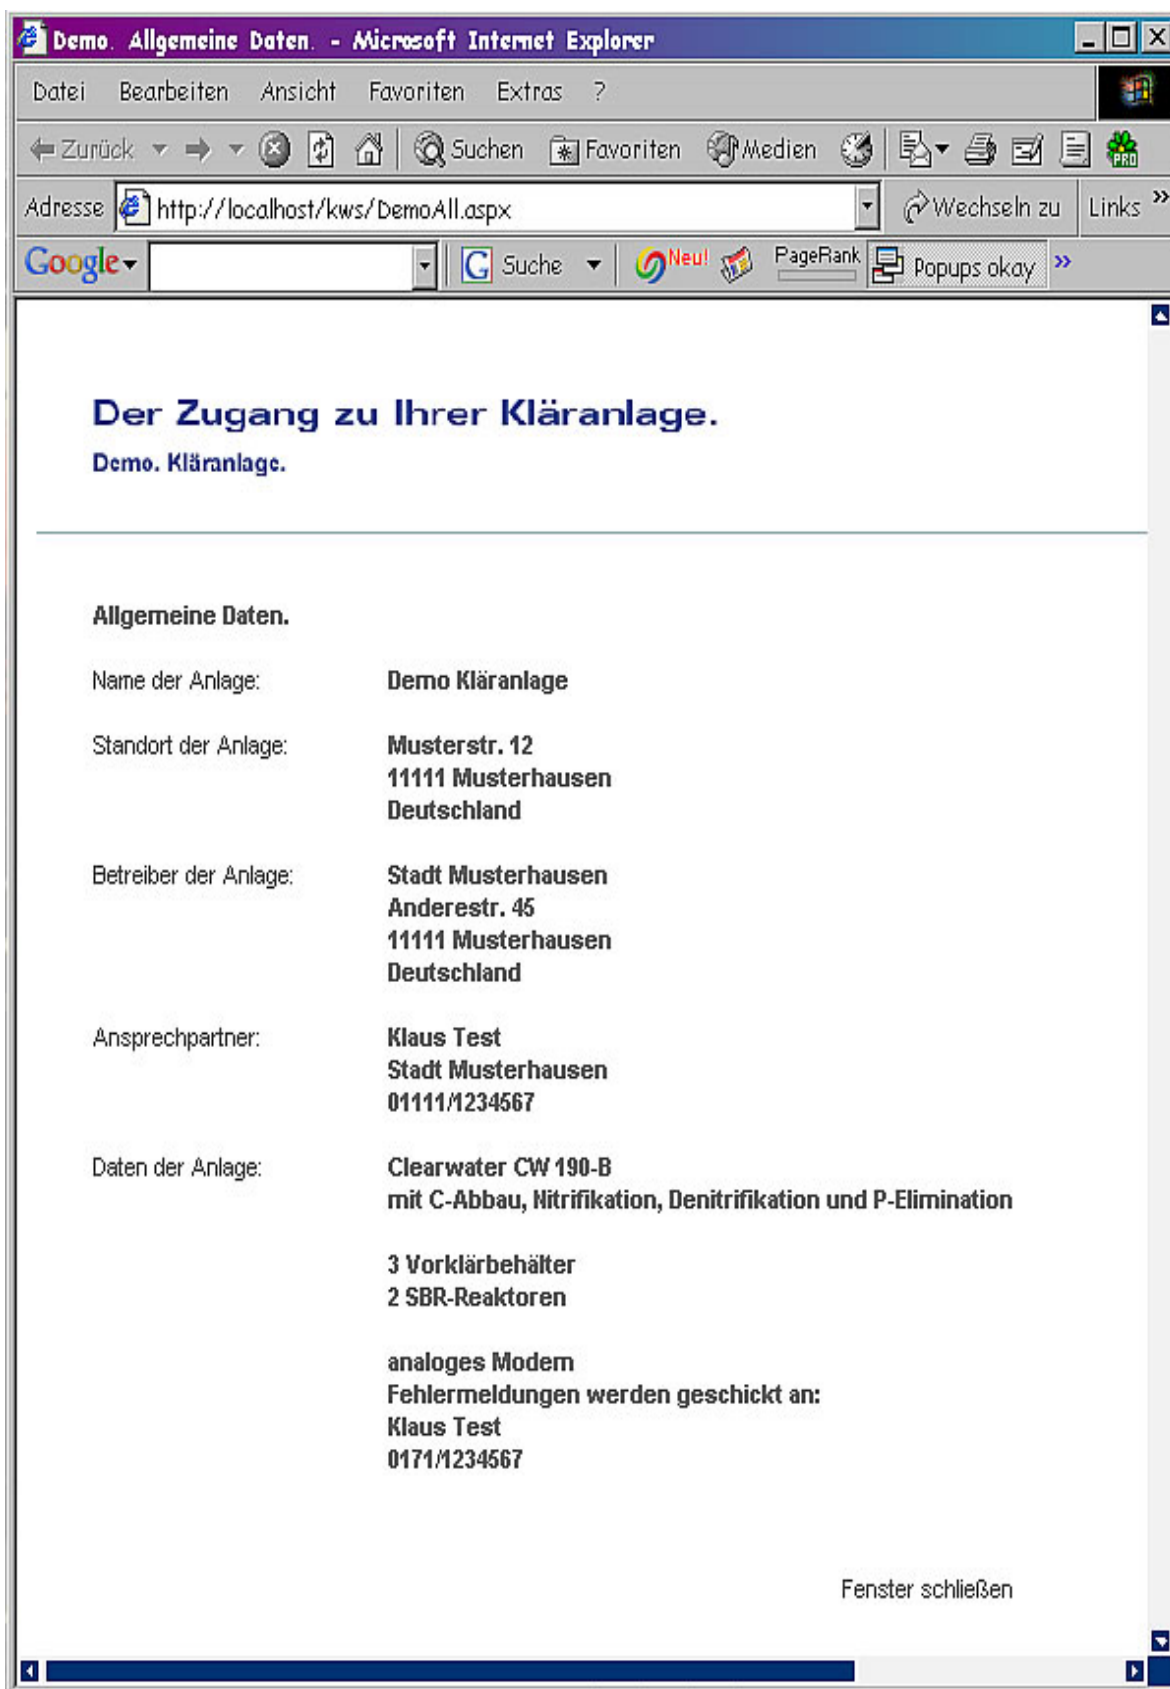 Demo. Allgemeine Daten. - Microsoft Internet Explorer
Datei Bearbeiten Ansicht Favoriten Extras ?
Zurück Suchen Favoriten Medien PRO
Adresse http://localhost/kws/DemoAll.aspx Wechseln zu Links »
Google G Suche Neu! PageRank Popups okay »
Der Zugang zu Ihrer Kläranlage.
Demo. Kläranlage.
Allgemeine Daten.
Name der Anlage: Demo Kläranlage
Standort der Anlage: Musterstr. 12
11111 Musterhausen
Deutschland
Betreiber der Anlage: Stadt Musterhausen
Anderestr. 45
11111 Musterhausen
Deutschland
Ansprechpartner: Klaus Test
Stadt Musterhausen
01111/1234567
Daten der Anlage: Clearwater CW 190-B
mit C-Abbau, Nitrifikation, Denitrifikation und P-Elimination
3 Vorklärbehälter
2 SBR-Reaktoren
analoges Modem
Fehlermeldungen werden geschickt an:
Klaus Test
0171/1234567
Fenster schließen